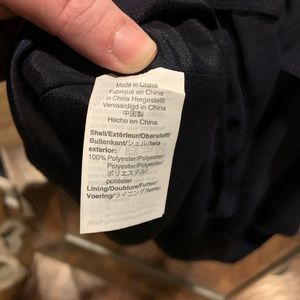 Made in China
Fabriqué en Chine
in China Hergestellt
Vervaardigd in China
中国製
Hecho en China
Shell/Extérieur/Oberstoff/
Buitenkant/シェル/tela
exterior:
100% Polyester/Polyester/
Polyester/Polyester/
ポリエステル/
poliéster
Lining/Doublure/Futter/
Voering/ライニング/forro: